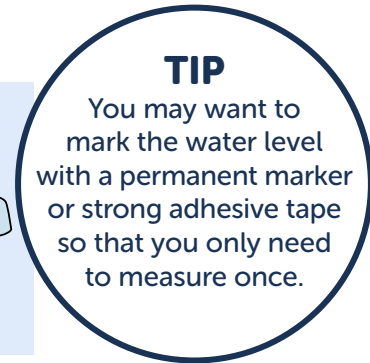 TIP
You may want to
mark the water level
with a permanent marker
or strong adhesive tape
so that you only need
to measure once.